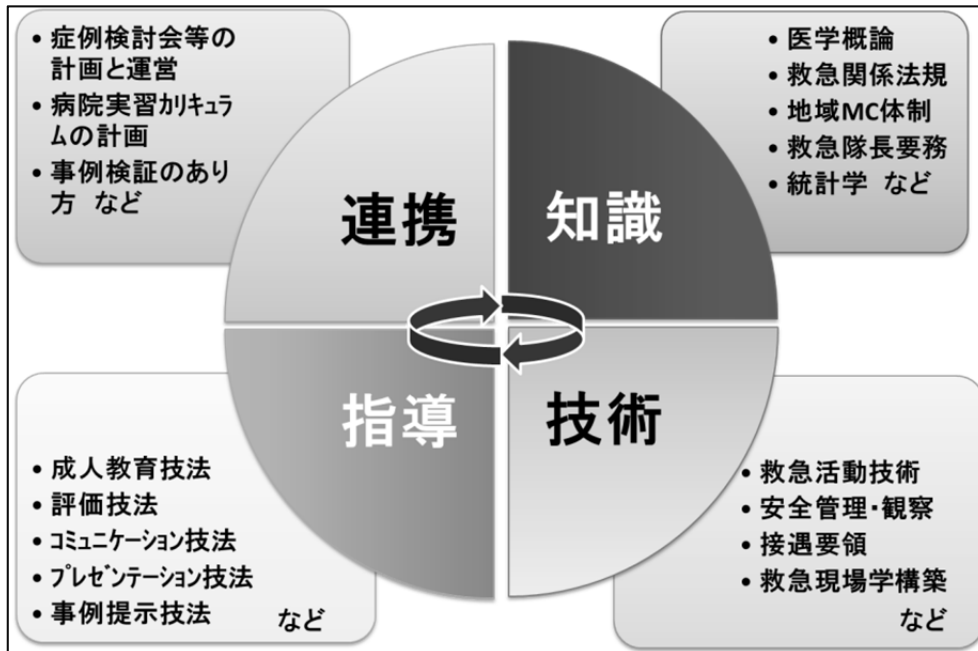 • 症例検討会等の
計画と運営
• 病院実習ｶﾘｷｭﾗ
ﾑの計画
• 事例検証のあり
方 など
連携
• 医学概論
• 救急関係法規
• 地域MC体制
• 救急隊長要務
• 統計学 など
知識
指導
• 成人教育技法
• 評価技法
• ｺﾐｭﾆｹｰｼｮﾝ技法
• ﾌﾟﾚｾﾞﾝﾃｰｼｮﾝ技法
• 事例提示技法
など
技術
• 救急活動技術
• 安全管理・観察
• 接遇要領
• 救急現場学構築
など